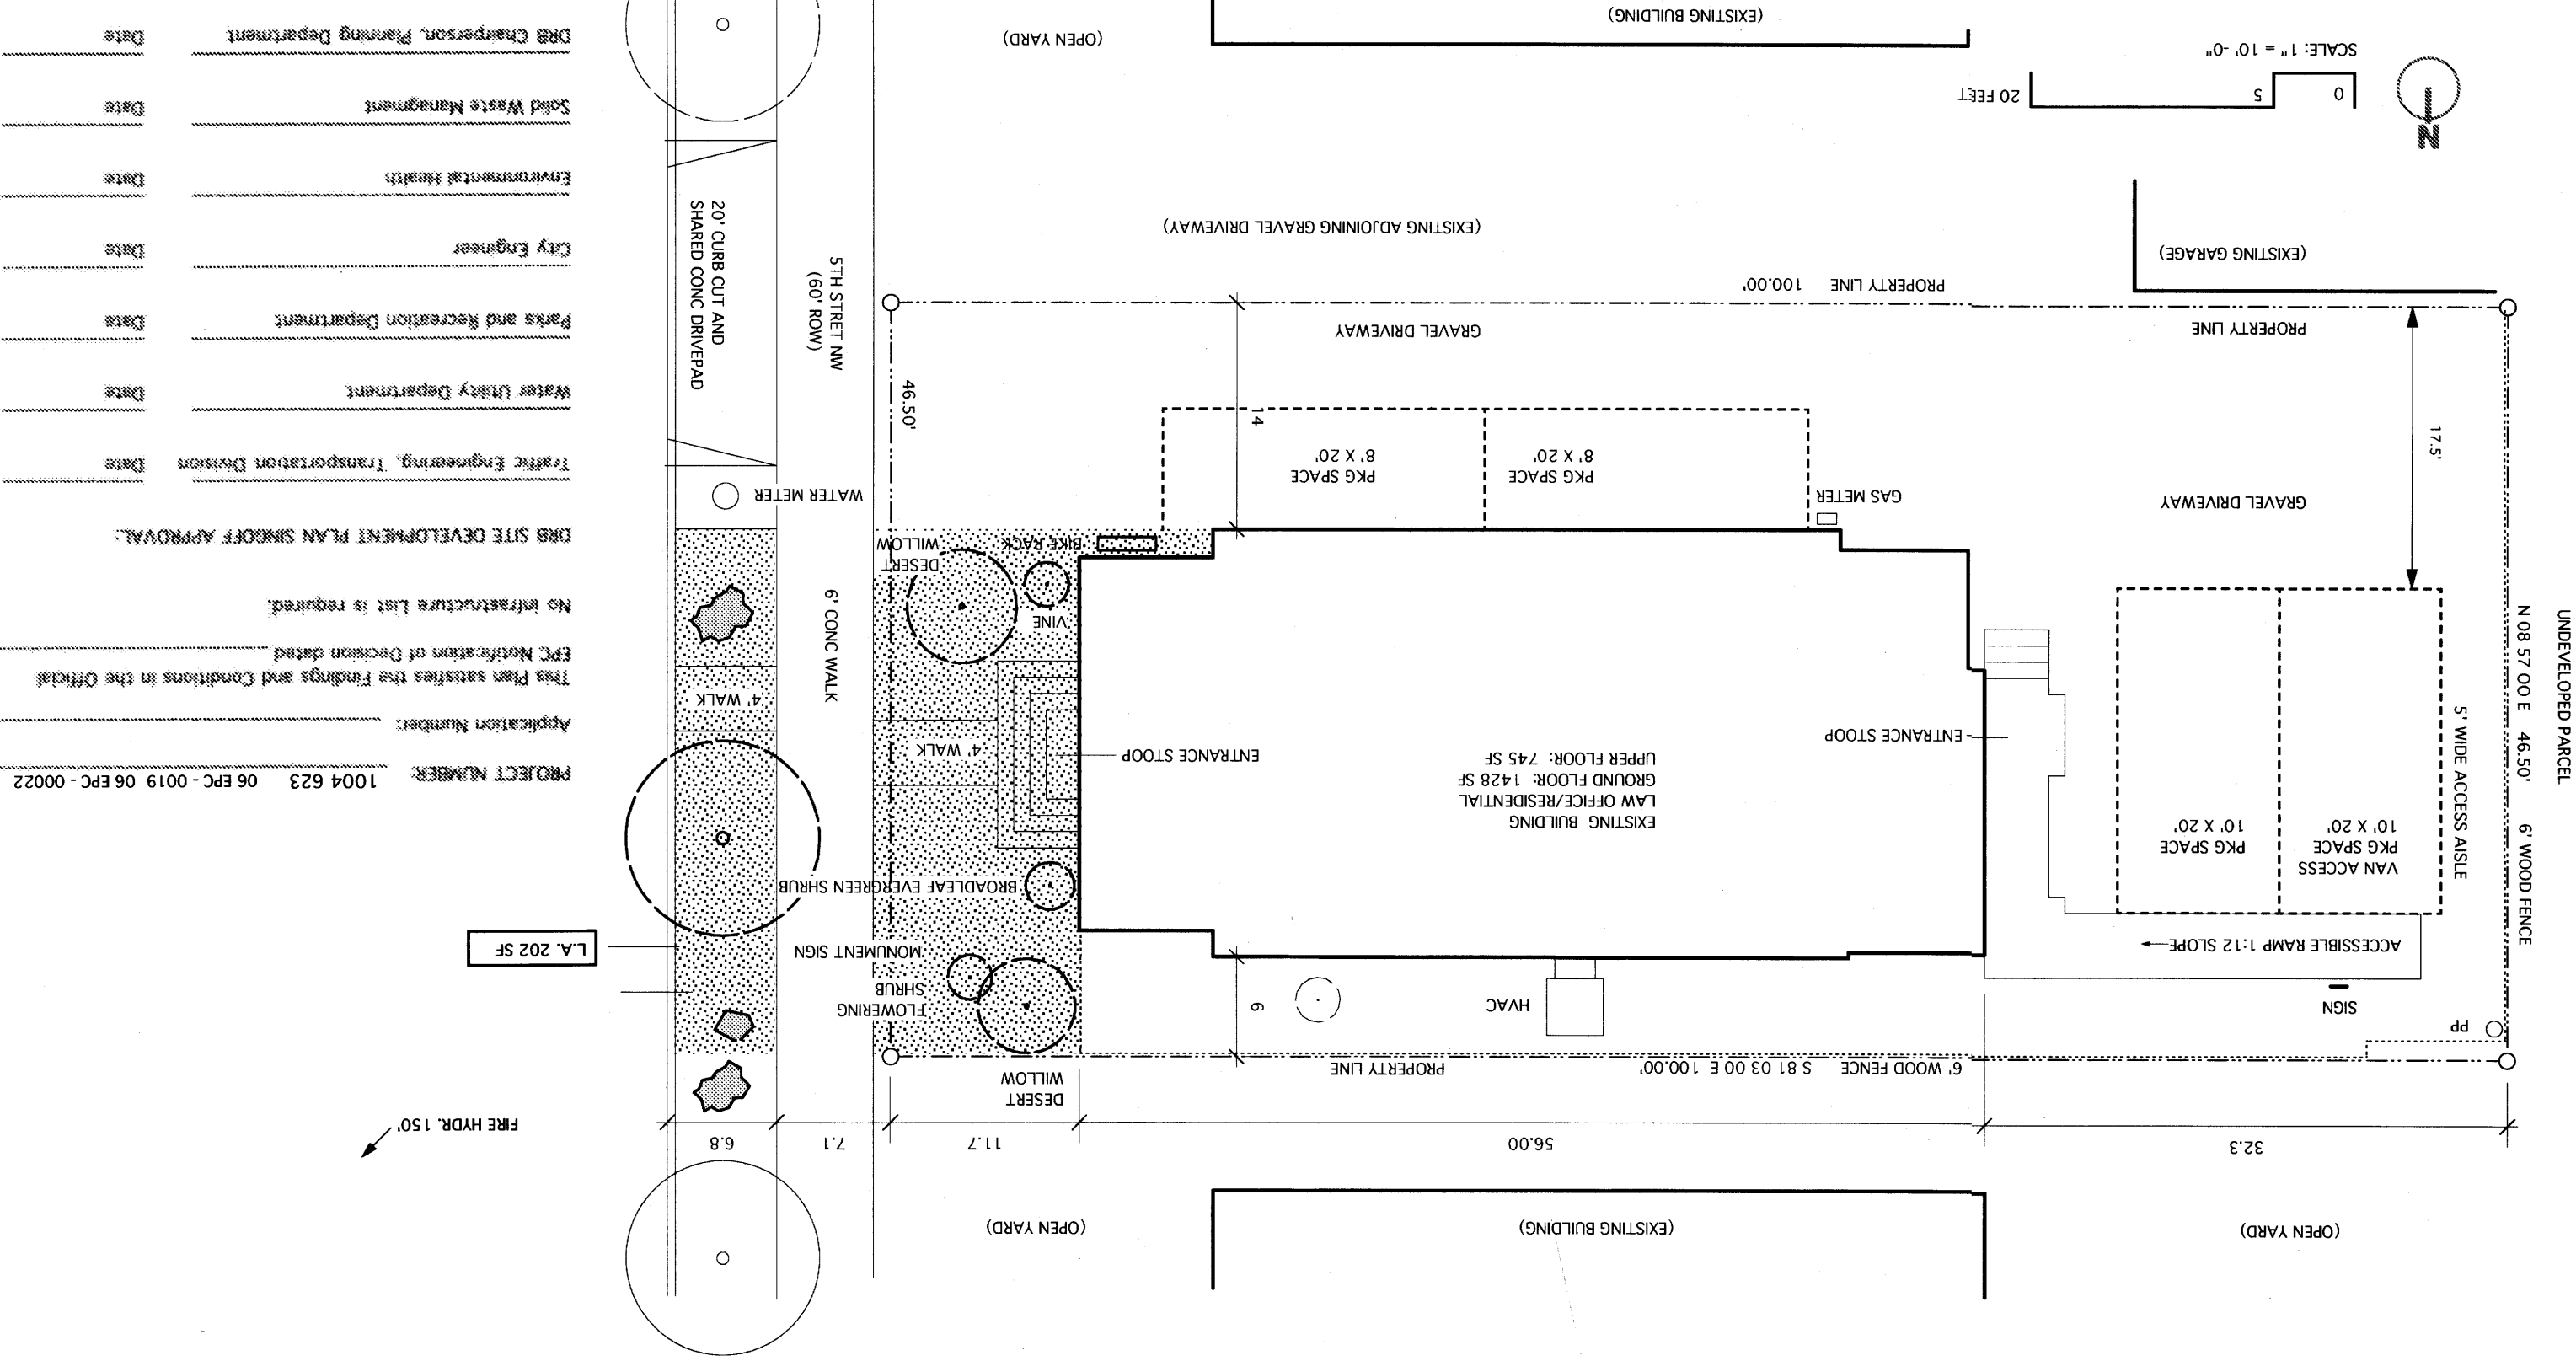 PROJECT NUMBER: 1004 623 06 EPC - 0019 06 EPC - 00022
Application Number:
This Plan satisfies the Findings and Conditions in the Official
EPC Notification of Decision dated
No Infrastructure List is required.
DRB SITE DEVELOPMENT PLAN SINGOFF APPROVAL:
Traffic Engineering, Transportation Division Date
Water Utility Department Date
Parks and Recreation Department Date
City Engineer Date
Environmental Health Date
Solid Waste Managment Date
DRB Chairperson, Planning Department Date
(OPEN YARD)
(EXISTING BUILDING)
(OPEN YARD)
32.3
56.00
11.7
7.1
6.8
FIRE HYDR. 150'
6' WOOD FENCE S 81 03 00 E 100.00'
PROPERTY LINE
DESERT
WILLOW
PP
SIGN
HVAC
6
FLOWERING
SHRUB
MONUMENT SIGN
L.A. 202 SF
ACCESSIBLE RAMP 1:12 SLOPE
BROADLEAF EVERGREEN SHRUB
VAN ACCESS
PKG SPACE
10' X 20'
PKG SPACE
10' X 20'
5' WIDE ACCESS AISLE
UNDEVELOPED PARCEL
N 08 57 00 E 46.50' 6' WOOD FENCE
EXISTING BUILDING
LAW OFFICE/RESIDENTIAL
GROUND FLOOR: 1428 SF
UPPER FLOOR: 745 SF
ENTRANCE STOOP
ENTRANCE STOOP
4' WALK
4' WALK
6' CONC WALK
VINE
DESERT
WILLOW
BIKE RACK
WATER METER
GAS METER
GRAVEL DRIVEWAY
17.5'
PKG SPACE
8' X 20'
PKG SPACE
8' X 20'
14
46.50'
5TH STRET NW
(60' ROW)
20' CURB CUT AND
SHARED CONC DRIVEPAD
GRAVEL DRIVEWAY
PROPERTY LINE
PROPERTY LINE 100.00'
(EXISTING GARAGE)
(EXISTING ADJOINING GRAVEL DRIVEWAY)
N
0 5 20 FEET
SCALE: 1" = 10' -0"
(OPEN YARD)
(EXISTING BUILDING)